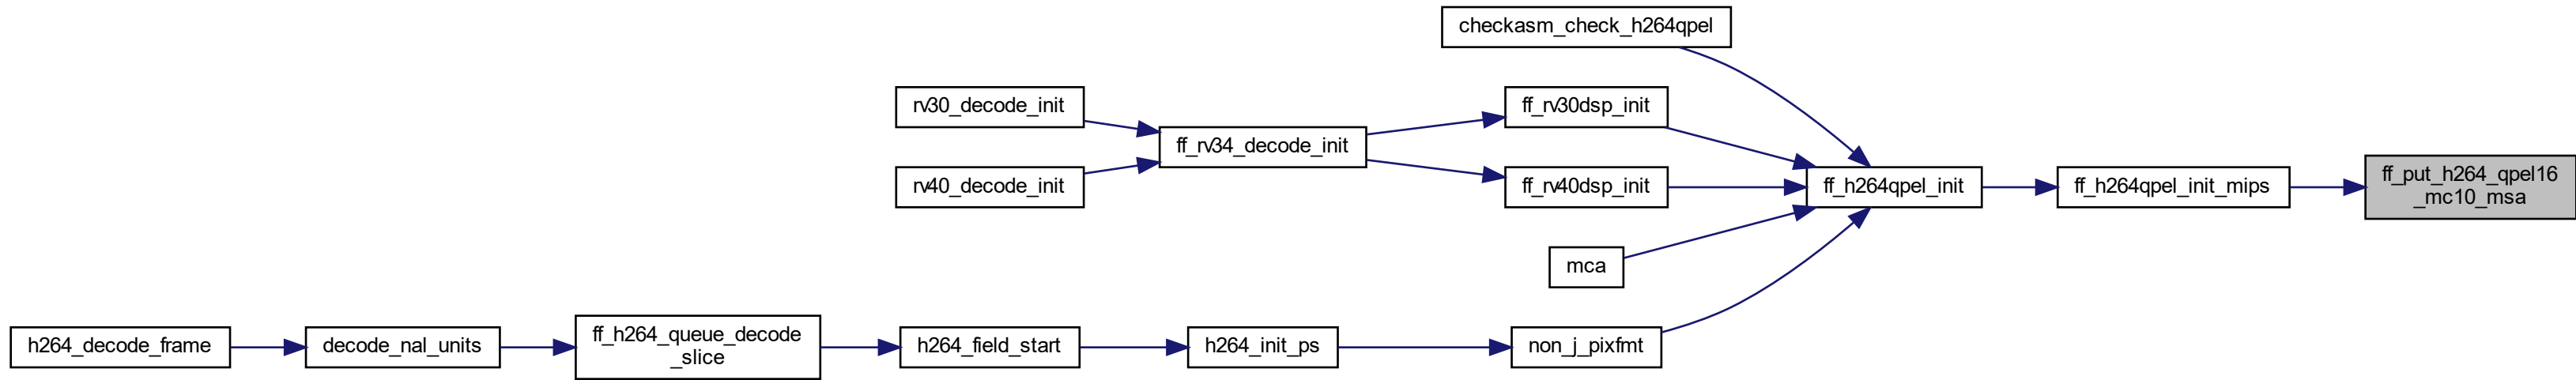 checkasm_check_h264qpel
rv30_decode_init
ff_rv30dsp_init
ff_rv34_decode_init
rv40_decode_init
ff_rv40dsp_init
ff_h264qpel_init
ff_h264qpel_init_mips
ff_put_h264_qpel16
_mc10_msa
mca
h264_decode_frame
decode_nal_units
ff_h264_queue_decode
_slice
h264_field_start
h264_init_ps
non_j_pixfmt